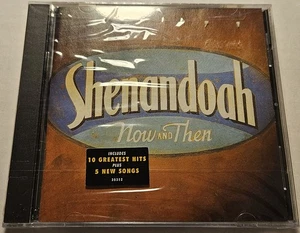 Shenandoah
Now AND Then
INCLUDES
10 GREATEST HITS
PLUS
5 NEW SONGS